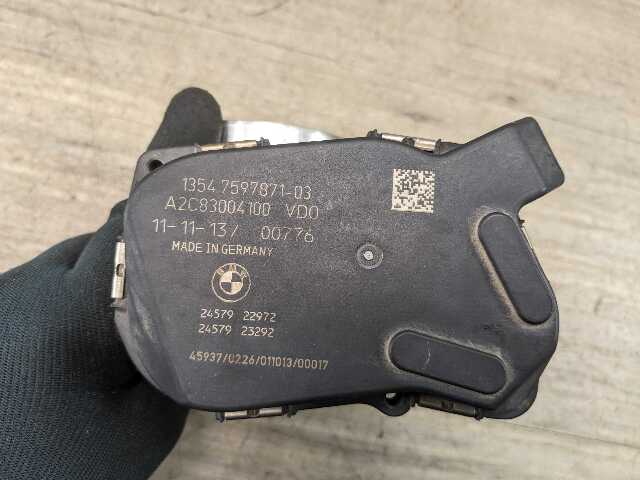 1354 7597871-03
A2C83004100 VDO
11-11-13/ 00776
MADE IN GERMANY
BMW
24579 22972
24579 23292
45937/0226/011013/00017